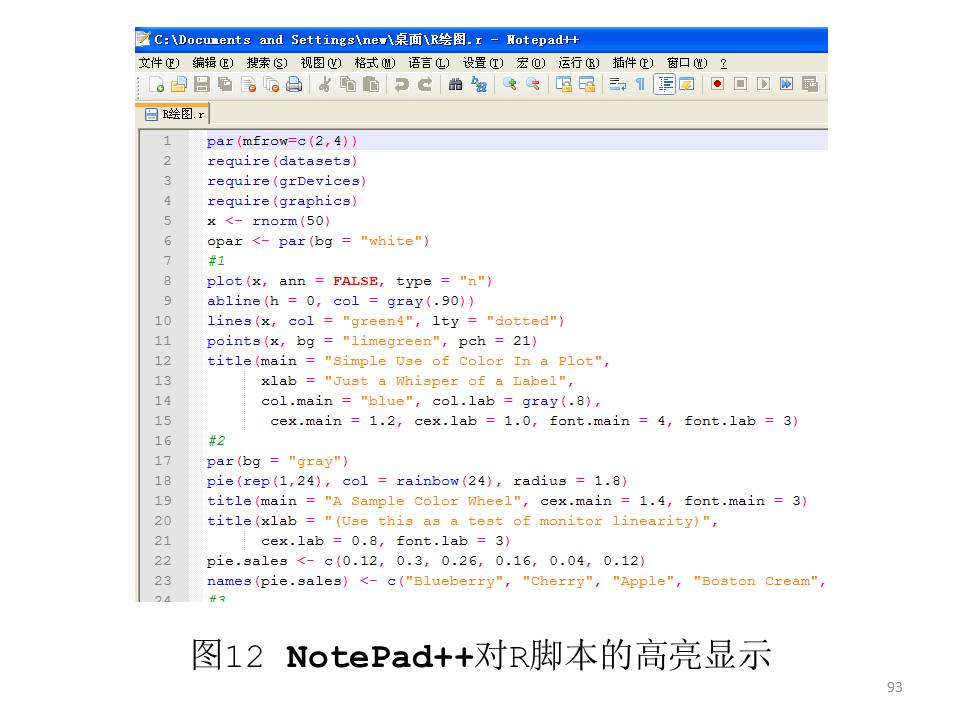 C:\Documents and Settings\new\桌面\R绘图.r - Notepad++
文件(F) 编辑(E) 搜索(S) 视图(V) 格式(M) 语言(L) 设置(T) 宏(O) 运行(R) 插件(P) 窗口(W) ?
R绘图.r
1 par(mfrow=c(2,4))
2 require(datasets)
3 require(grDevices)
4 require(graphics)
5 x <- rnorm(50)
6 opar <- par(bg = "white")
7 #1
8 plot(x, ann = FALSE, type = "n")
9 abline(h = 0, col = gray(.90))
10 lines(x, col = "green4", lty = "dotted")
11 points(x, bg = "limegreen", pch = 21)
12 title(main = "Simple Use of Color In a Plot",
13 xlab = "Just a Whisper of a Label",
14 col.main = "blue", col.lab = gray(.8),
15 cex.main = 1.2, cex.lab = 1.0, font.main = 4, font.lab = 3)
16 #2
17 par(bg = "gray")
18 pie(rep(1,24), col = rainbow(24), radius = 1.8)
19 title(main = "A Sample Color Wheel", cex.main = 1.4, font.main = 3)
20 title(xlab = "(Use this as a test of monitor linearity)",
21 cex.lab = 0.8, font.lab = 3)
22 pie.sales <- c(0.12, 0.3, 0.26, 0.16, 0.04, 0.12)
23 names(pie.sales) <- c("Blueberry", "Cherry", "Apple", "Boston Cream",
24 #3
图12 NotePad++对R脚本的高亮显示
93